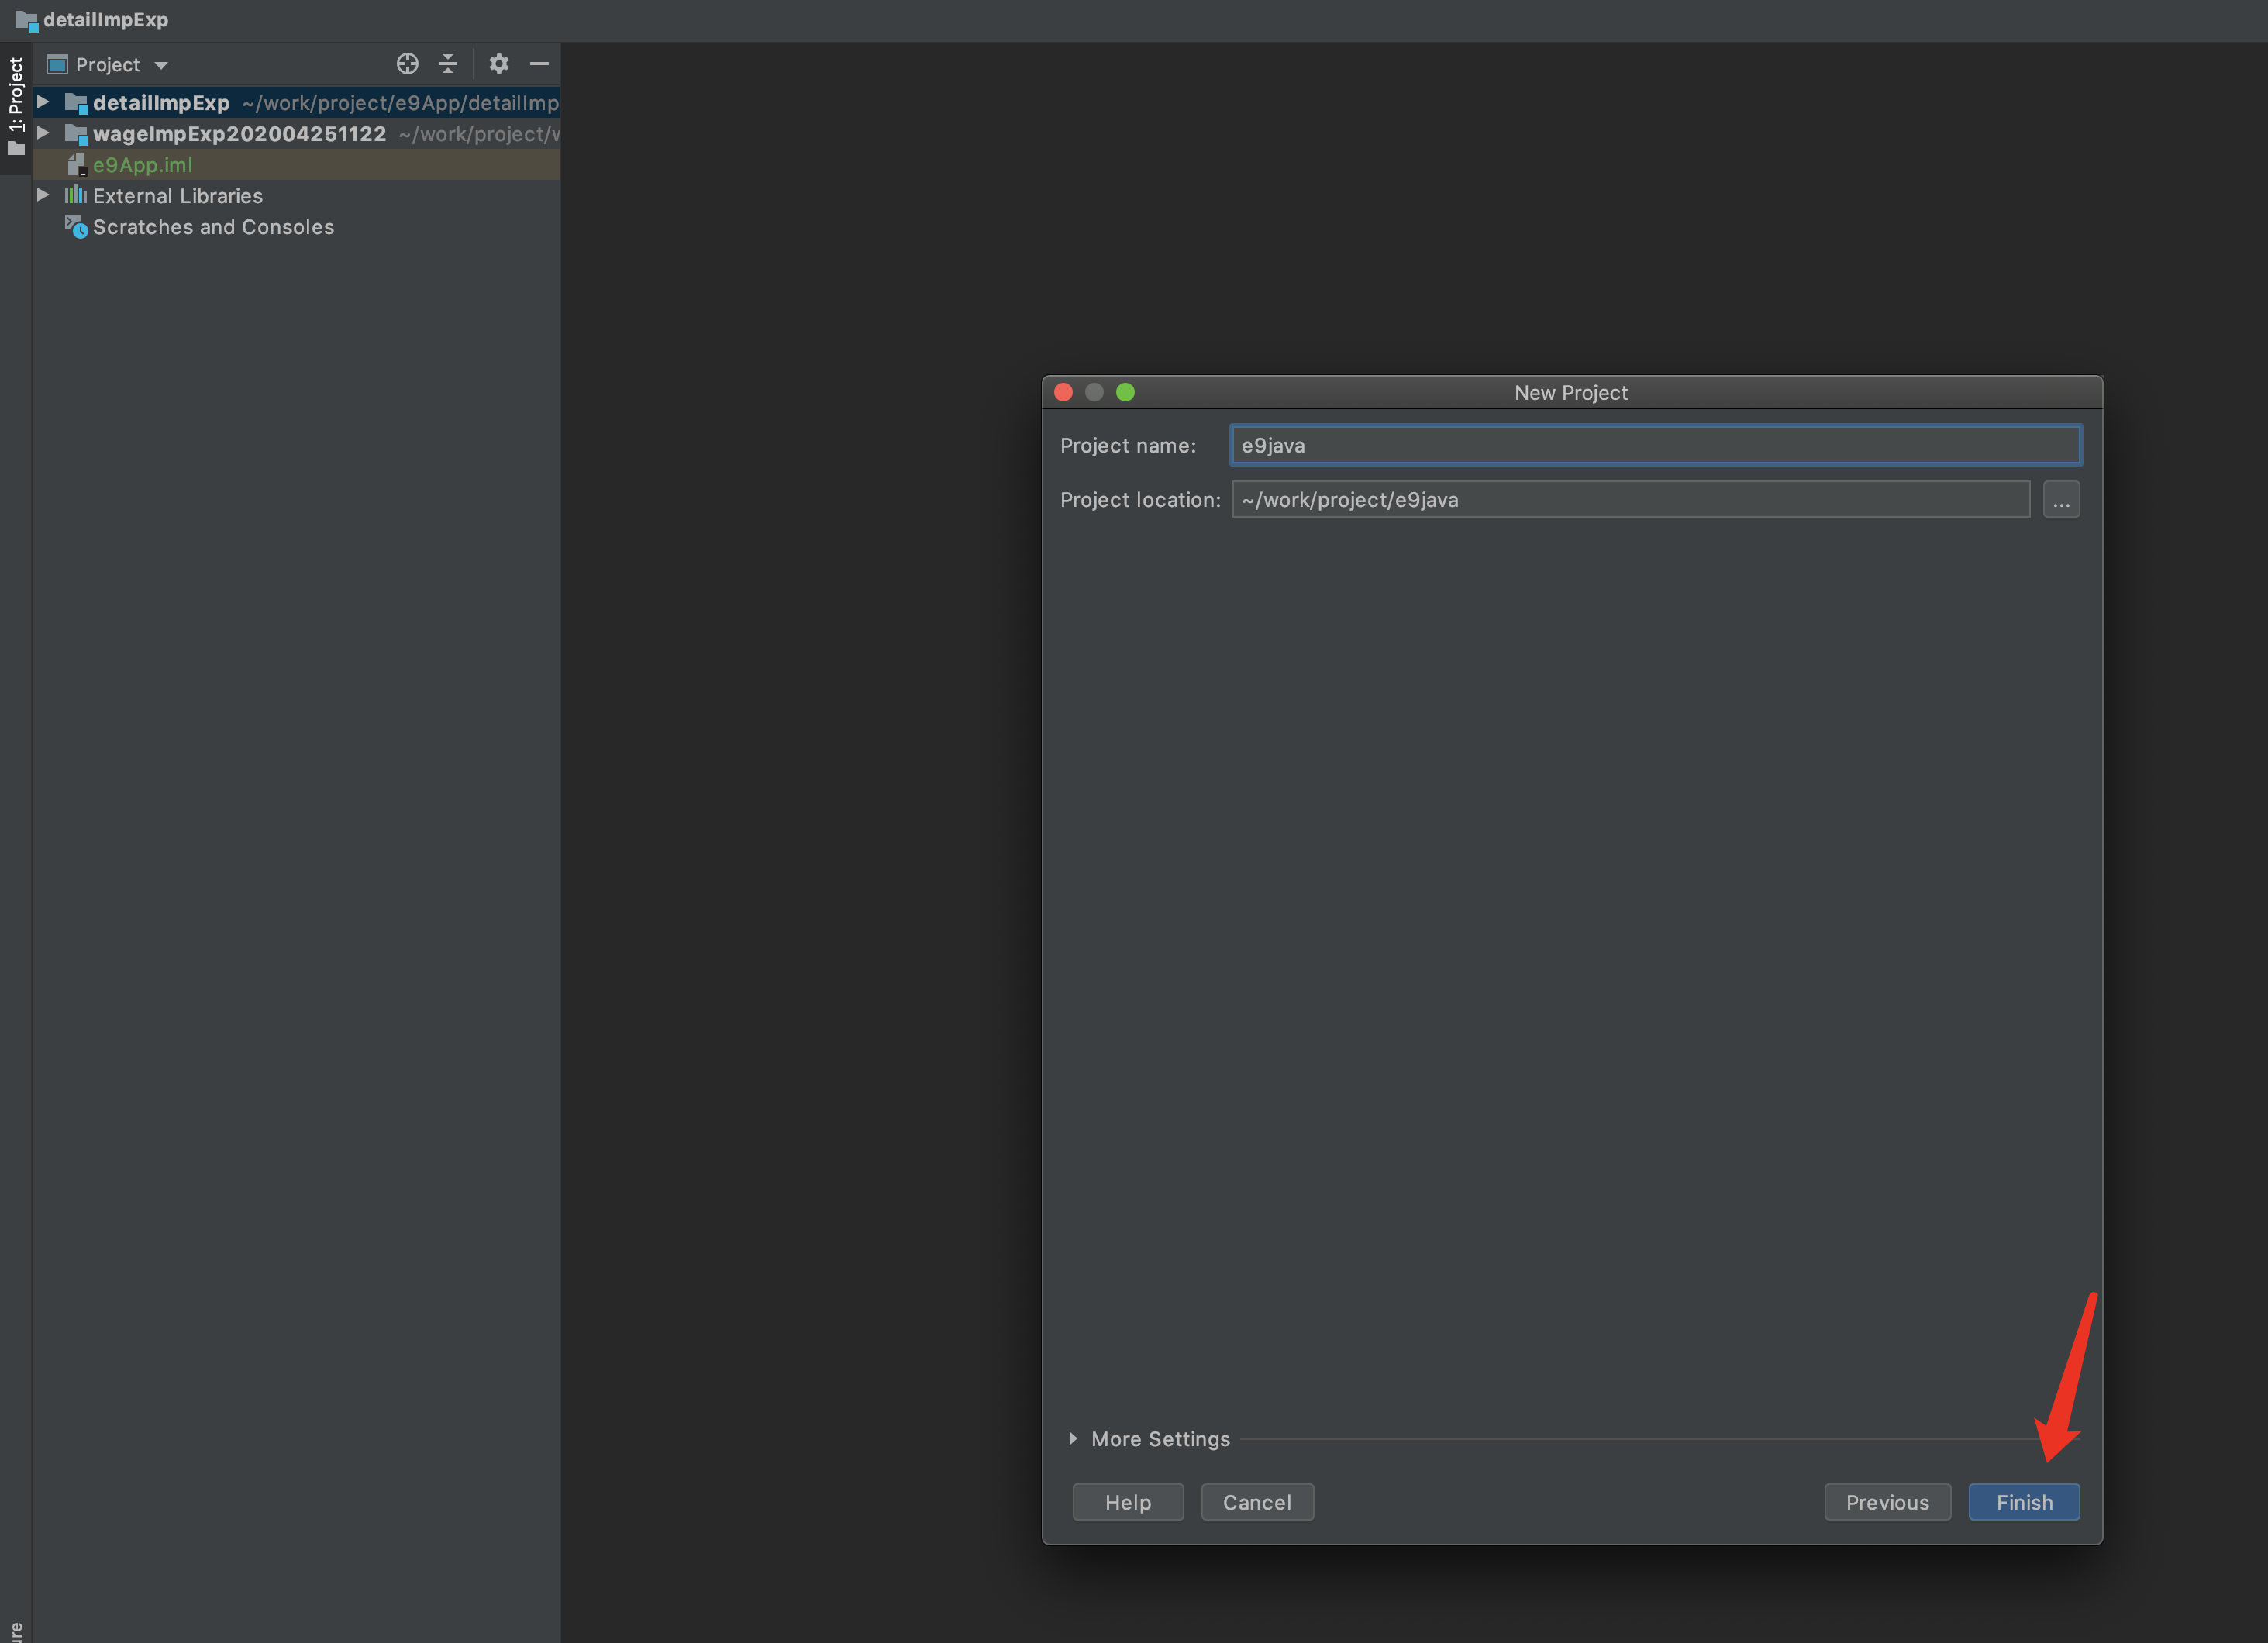 detailImpExp
Project
1: Project
detailImpExp ~/work/project/e9App/detailImp
wageImpExp202004251122 ~/work/project/
e9App.iml
External Libraries
Scratches and Consoles
New Project
Project name: e9java
Project location: ~/work/project/e9java ...
More Settings
Help Cancel Previous Finish